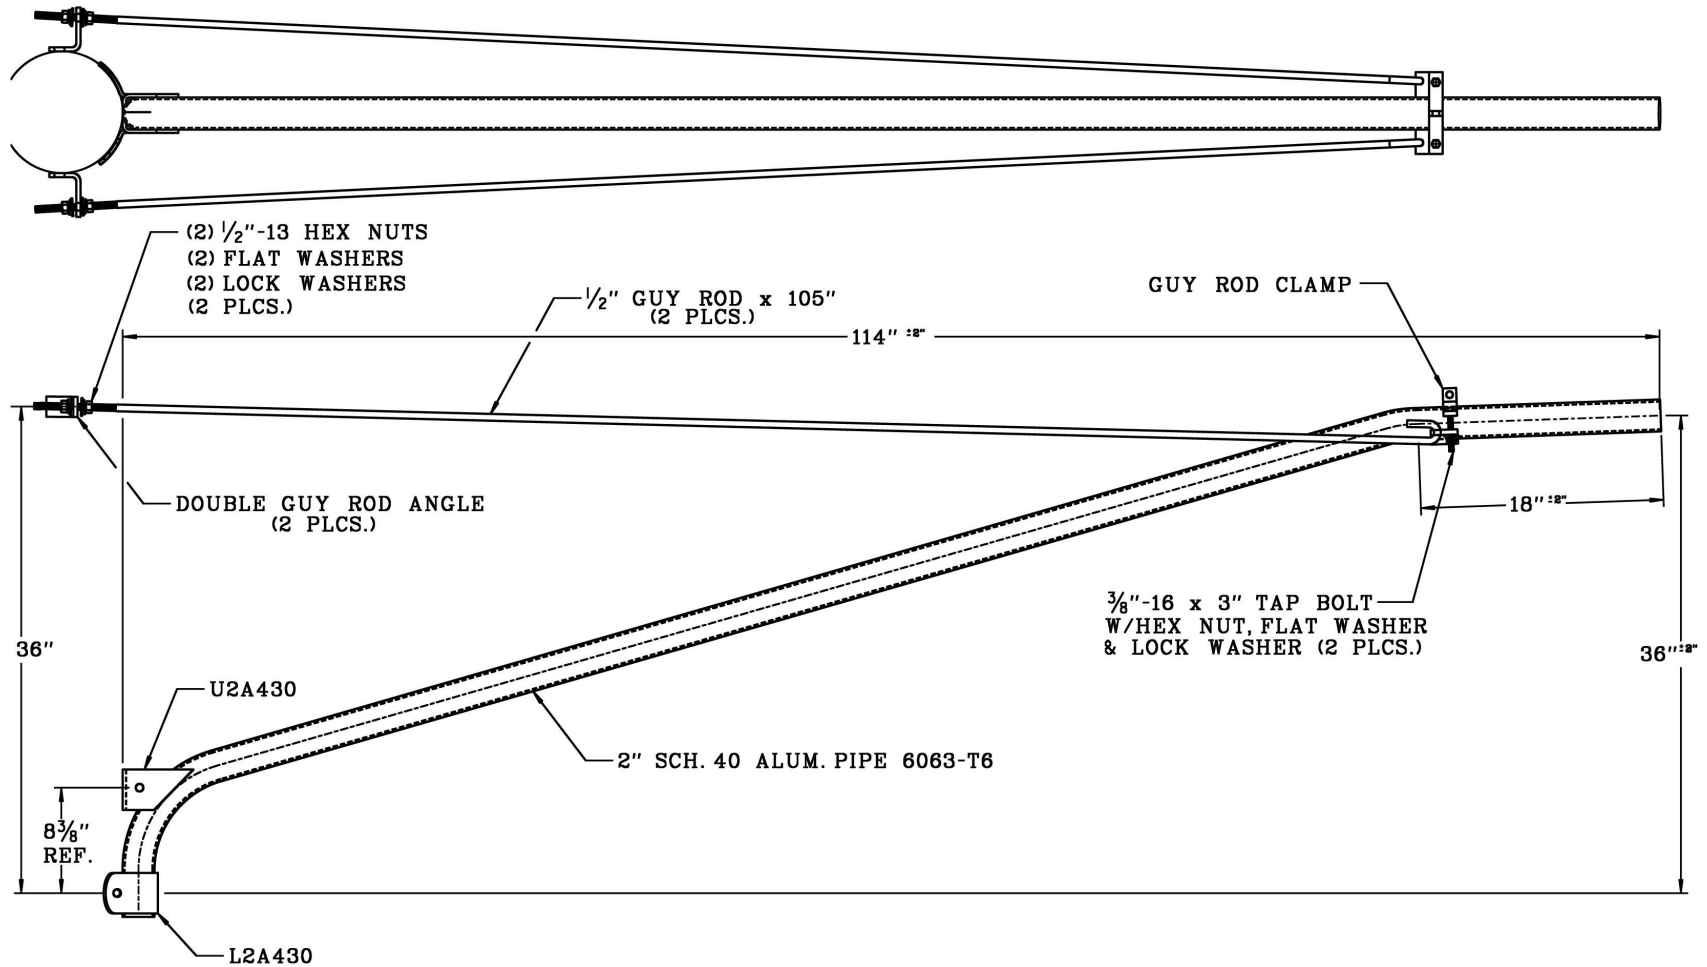 (2) 1/2"-13 HEX NUTS
(2) FLAT WASHERS
(2) LOCK WASHERS
(2 PLCS.)
1/2" GUY ROD x 105"
(2 PLCS.)
GUY ROD CLAMP
114" ±2"
DOUBLE GUY ROD ANGLE
(2 PLCS.)
18" ±2"
3/8"-16 x 3" TAP BOLT
W/HEX NUT, FLAT WASHER
& LOCK WASHER (2 PLCS.)
36"
36" ±2"
U2A430
2" SCH. 40 ALUM. PIPE 6063-T6
8 3/8"
REF.
L2A430